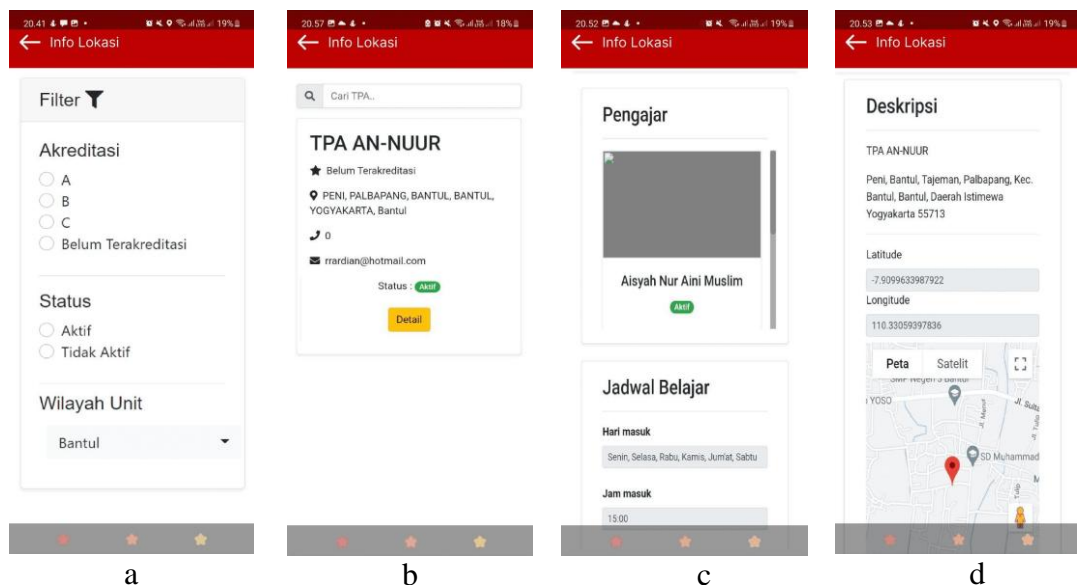 20.41
19%
Info Lokasi
Filter
Akreditasi
A
B
C
Belum Terakreditasi
Status
Aktif
Tidak Aktif
Wilayah Unit
Bantul
a
20.57
18%
Info Lokasi
Cari TPA..
TPA AN-NUUR
Belum Terakreditasi
PENI, PALBAPANG, BANTUL, BANTUL,
YOGYAKARTA, Bantul
0
rrardian@hotmail.com
Status : Aktif
Detail
b
20.52
19%
Info Lokasi
Pengajar
Aisyah Nur Aini Muslim
Aktif
Jadwal Belajar
Hari masuk
Senin, Selasa, Rabu, Kamis, Jum'at, Sabtu
Jam masuk
15:00
c
20.53
19%
Info Lokasi
Deskripsi
TPA AN-NUUR
Peni, Bantul, Tajeman, Palbapang, Kec.
Bantul, Bantul, Daerah Istimewa
Yogyakarta 55713
Latitude
-7.9099633987922
Longitude
110.33059397836
Peta Satelit
YOSO
SD Muhammad
d